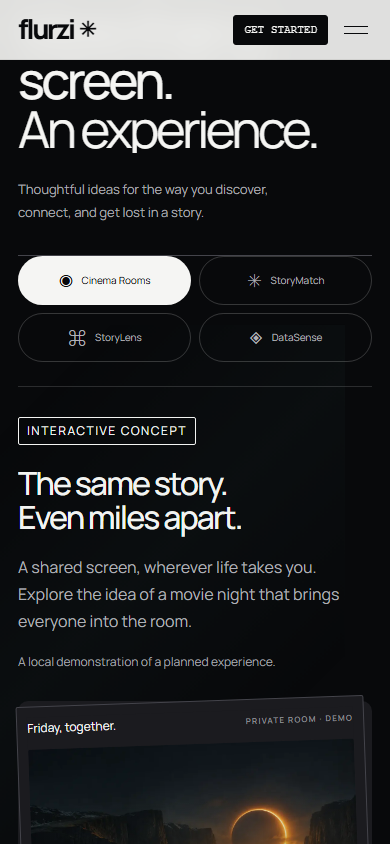 flurzi
GET STARTED
screen.
An experience.
Thoughtful ideas for the way you discover,
connect, and get lost in a story.
Cinema Rooms
StoryMatch
StoryLens
DataSense
INTERACTIVE CONCEPT
The same story.
Even miles apart.
A shared screen, wherever life takes you.
Explore the idea of a movie night that brings
everyone into the room.
A local demonstration of a planned experience.
Friday, together.
PRIVATE ROOM · DEMO